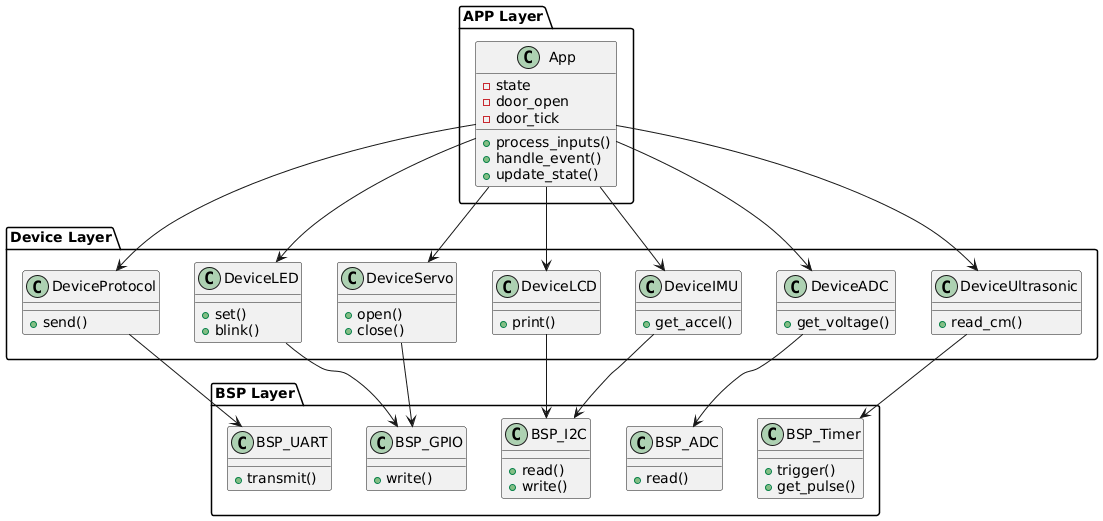 APP Layer
C App
state
door_open
door_tick
process_inputs()
handle_event()
update_state()
Device Layer
C DeviceProtocol
send()
C DeviceLED
set()
blink()
C DeviceServo
open()
close()
C DeviceLCD
print()
C DeviceIMU
get_accel()
C DeviceADC
get_voltage()
C DeviceUltrasonic
read_cm()
BSP Layer
C BSP_UART
transmit()
C BSP_GPIO
write()
C BSP_I2C
read()
write()
C BSP_ADC
read()
C BSP_Timer
trigger()
get_pulse()